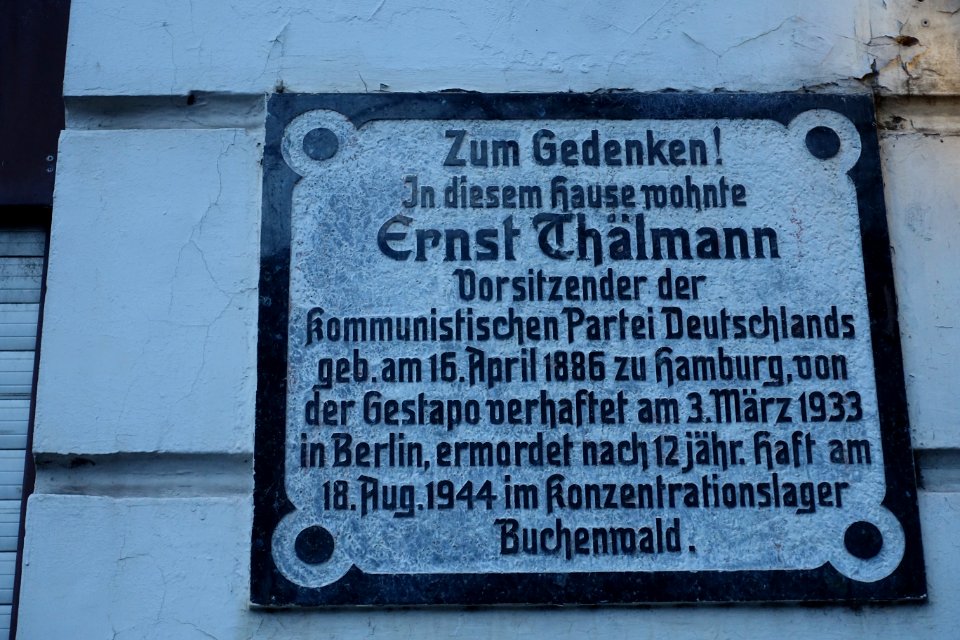 Zum Gedenken!
In diesem Hause wohnte
Ernst Thälmann
Vorsitzender der
Kommunistischen Partei Deutschlands
geb. am 16. April 1886 zu Hamburg, von
der Gestapo verhaftet am 3. März 1933
in Berlin, ermordet nach 12 jähr. Haft am
18. Aug. 1944 im Konzentrationslager
Buchenwald.